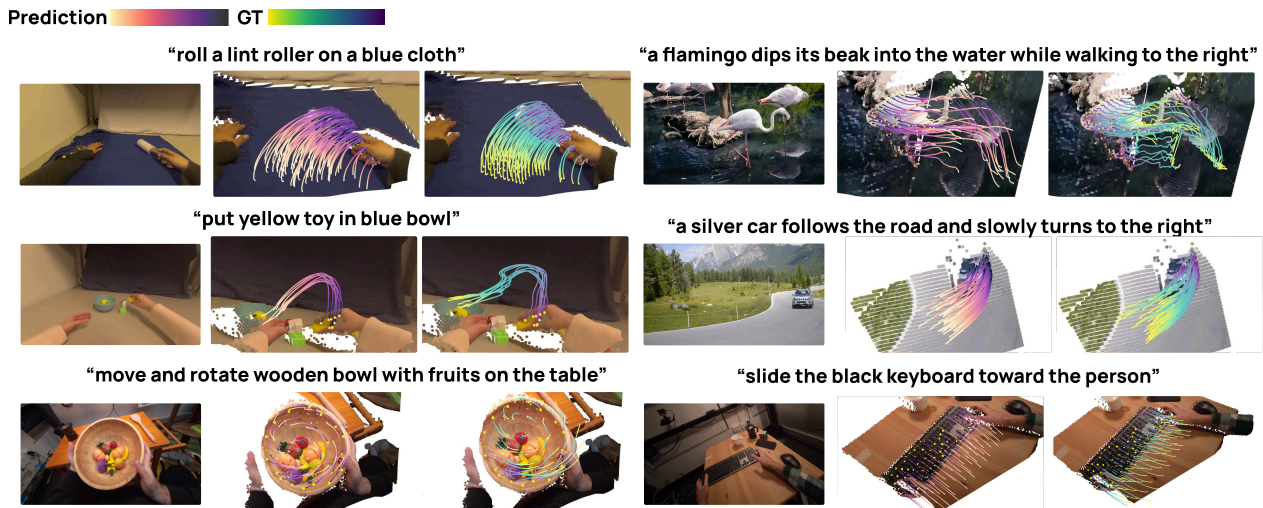 Prediction GT
“roll a lint roller on a blue cloth”
“a flamingo dips its beak into the water while walking to the right”
“put yellow toy in blue bowl”
“a silver car follows the road and slowly turns to the right”
“move and rotate wooden bowl with fruits on the table”
“slide the black keyboard toward the person”